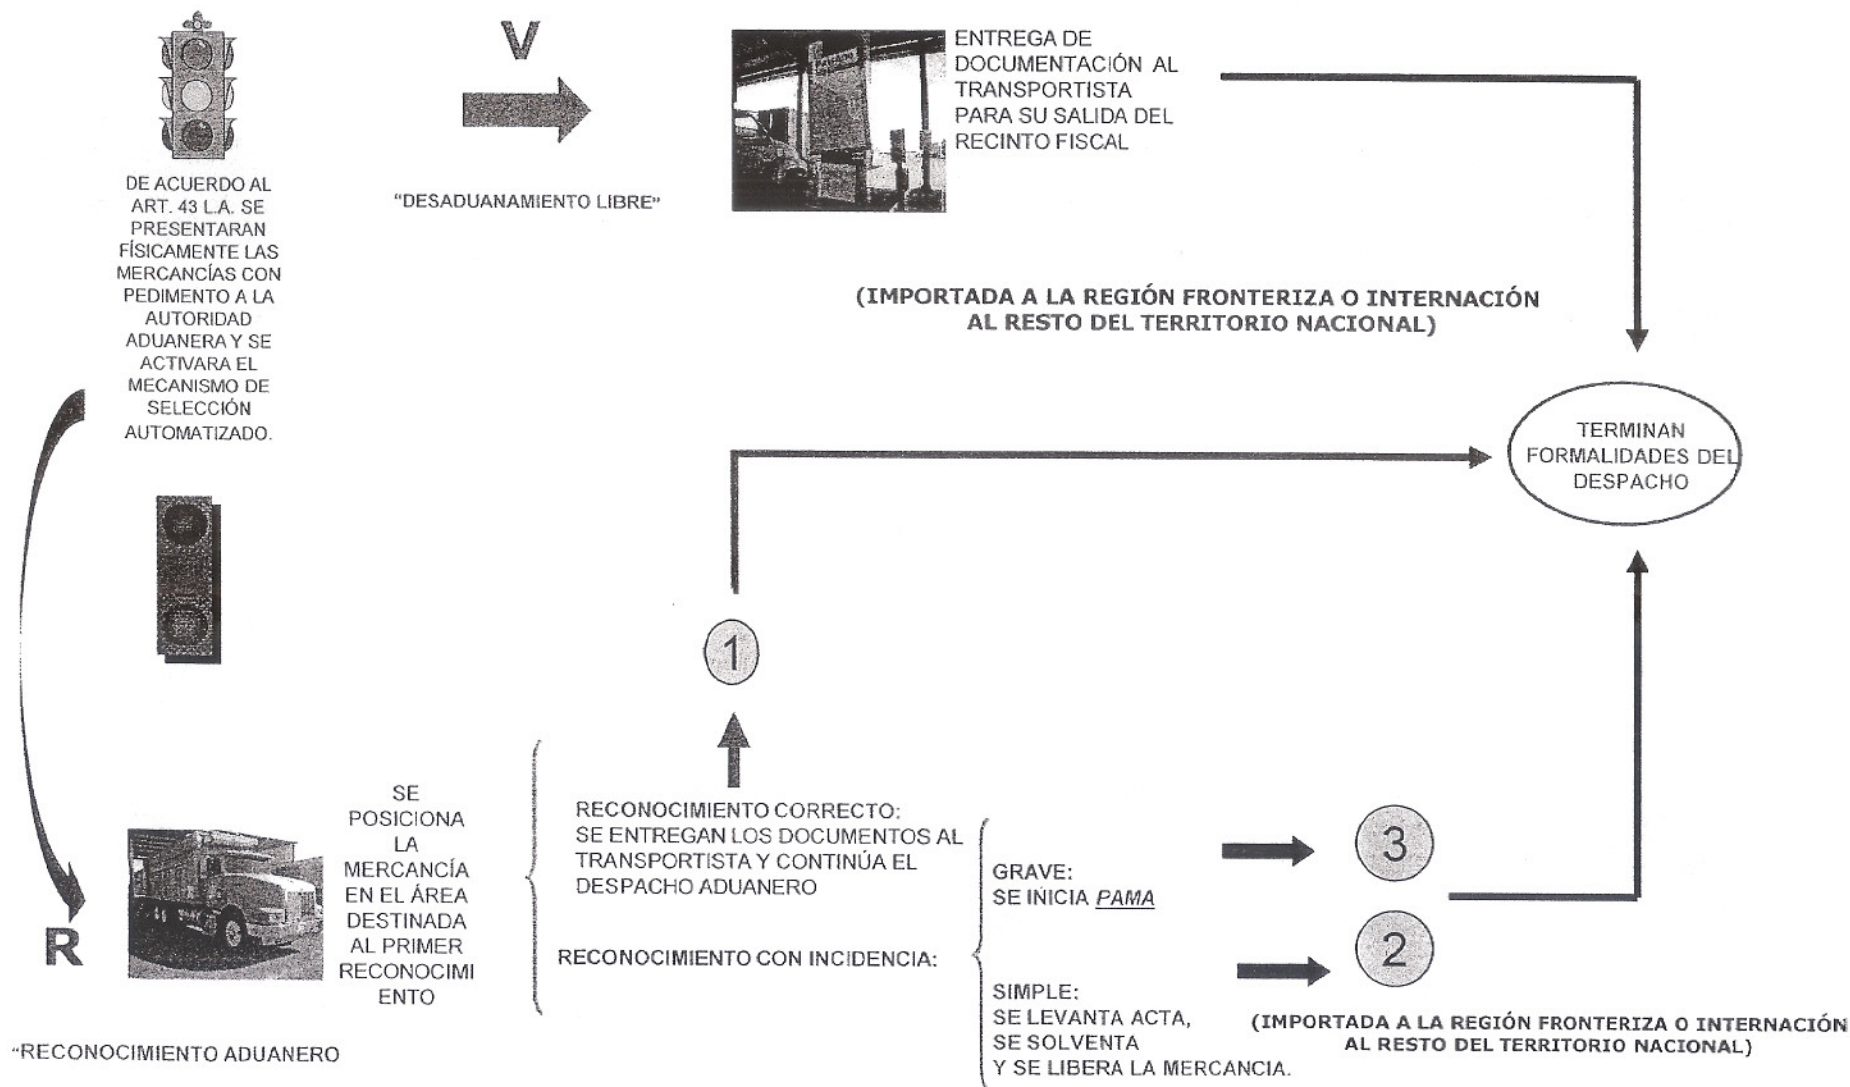 V
ENTREGA DE
DOCUMENTACIÓN AL
TRANSPORTISTA
PARA SU SALIDA DEL
RECINTO FISCAL
"DESADUANAMIENTO LIBRE"
DE ACUERDO AL
ART. 43 L.A. SE
PRESENTARAN
FÍSICAMENTE LAS
MERCANCÍAS CON
PEDIMENTO A LA
AUTORIDAD
ADUANERA Y SE
ACTIVARA EL
MECANISMO DE
SELECCIÓN
AUTOMATIZADO.
(IMPORTADA A LA REGIÓN FRONTERIZA O INTERNACIÓN
AL RESTO DEL TERRITORIO NACIONAL)
TERMINAN
FORMALIDADES DEL
DESPACHO
1
R
SE
POSICIONA
LA
MERCANCÍA
EN EL ÁREA
DESTINADA
AL PRIMER
RECONOCIMI
ENTO
"RECONOCIMIENTO ADUANERO
RECONOCIMIENTO CORRECTO:
SE ENTREGAN LOS DOCUMENTOS AL
TRANSPORTISTA Y CONTINÚA EL
DESPACHO ADUANERO
RECONOCIMIENTO CON INCIDENCIA:
GRAVE:
SE INICIA PAMA
3
2
SIMPLE:
SE LEVANTA ACTA,
SE SOLVENTA
Y SE LIBERA LA MERCANCIA.
(IMPORTADA A LA REGIÓN FRONTERIZA O INTERNACIÓN
AL RESTO DEL TERRITORIO NACIONAL)